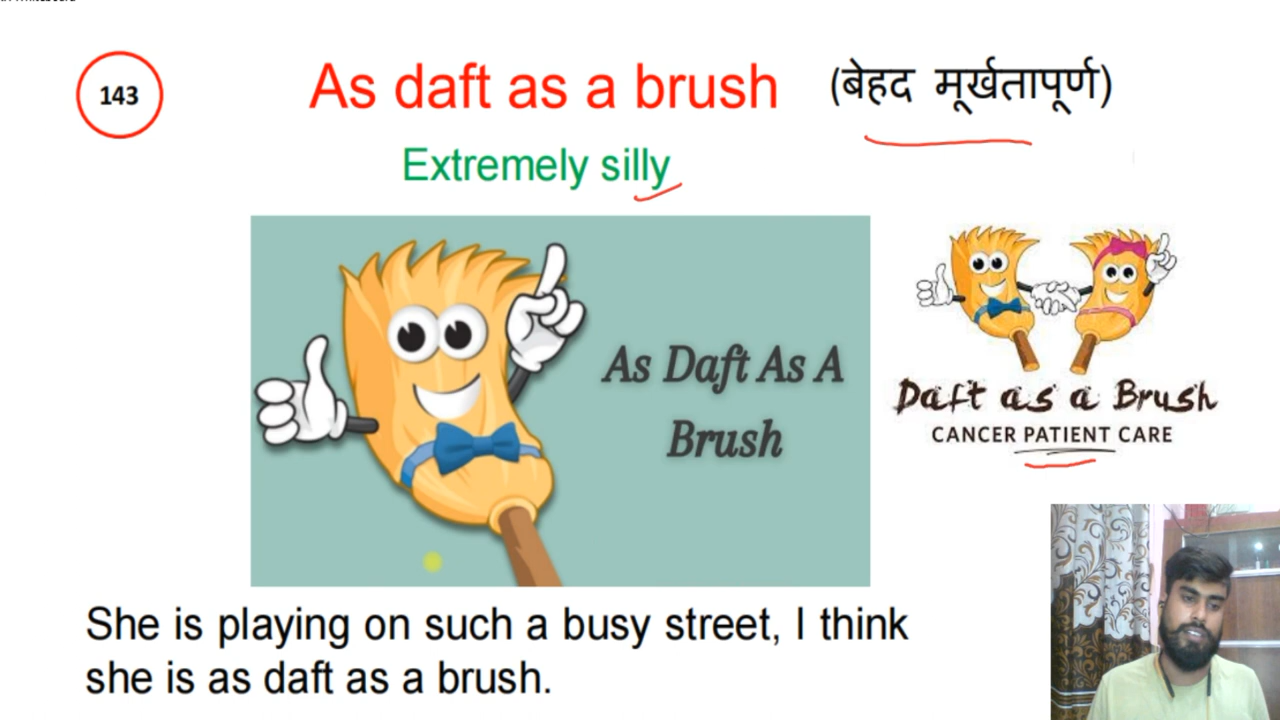 143
As daft as a brush (बेहद मूर्खतापूर्ण)
Extremely silly
As Daft As A
Brush
Daft as a Brush
CANCER PATIENT CARE
She is playing on such a busy street, I think
she is as daft as a brush.